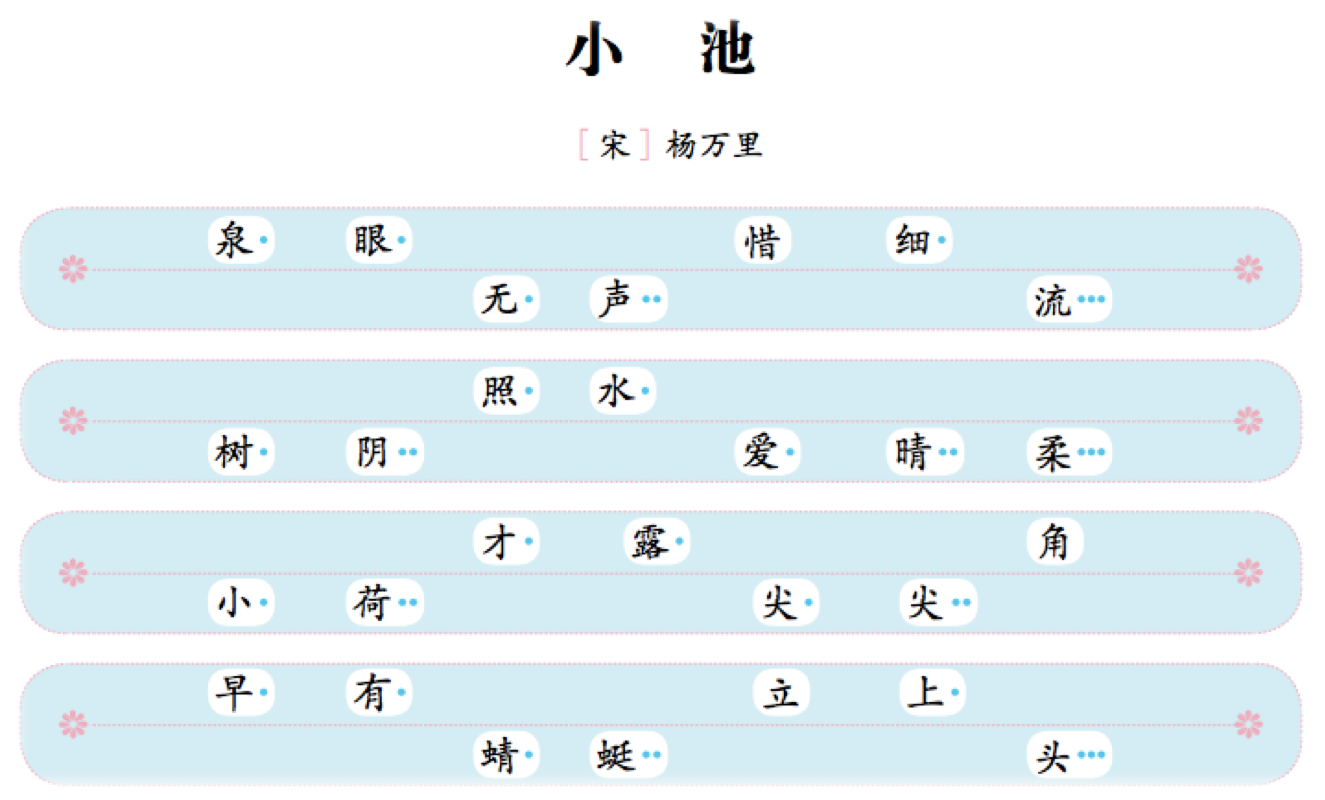 小 池
[宋] 杨万里
泉 眼 无 声 惜 细 流
树 阴 照 水 爱 晴 柔
小 荷 才 露 尖 尖 角
早 有 蜻 蜓 立 上 头